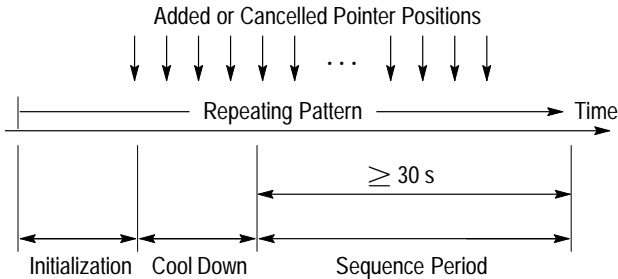 Added or Cancelled Pointer Positions
. . .
Repeating Pattern Time
≥ 30 s
Initialization Cool Down Sequence Period